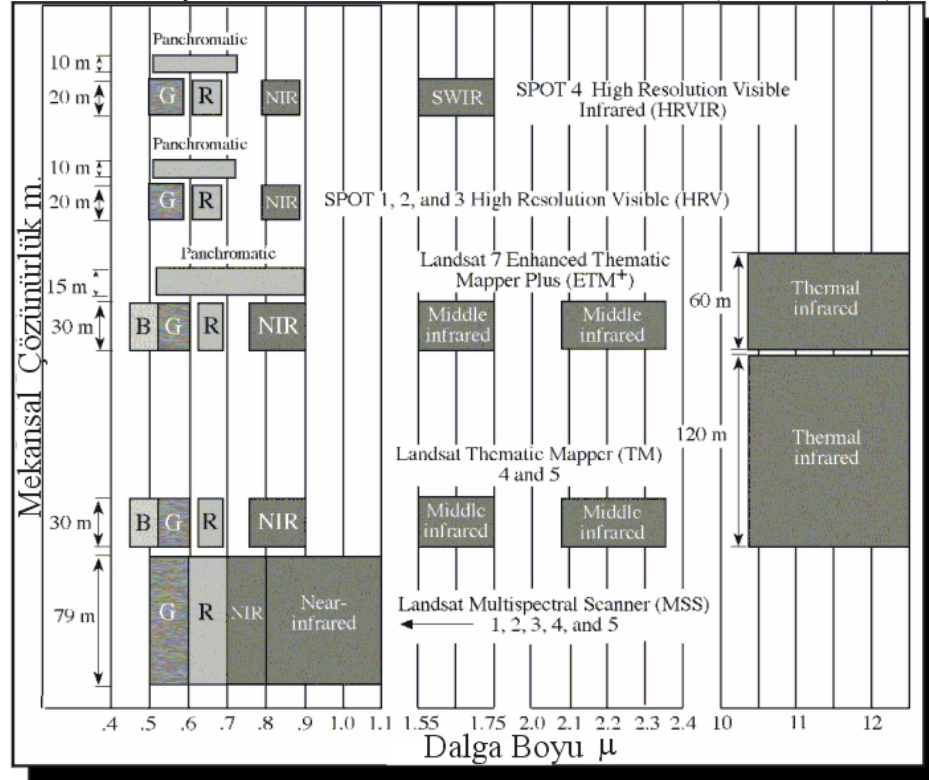 Panchromatic
10 m
20 m
G R NIR SWIR
SPOT 4 High Resolution Visible
Infrared (HRVIR)
Panchromatic
10 m
20 m
G R NIR
SPOT 1, 2, and 3 High Resolution Visible (HRV)
Panchromatic
15 m
30 m
B G R NIR
Landsat 7 Enhanced Thematic
Mapper Plus (ETM+)
Middle
infrared
Middle
infrared
60 m
Thermal
infrared
120 m
Thermal
infrared
Landsat Thematic Mapper (TM)
4 and 5
30 m
B G R NIR
Middle
infrared
Middle
infrared
79 m
G R NIR
Near-
infrared
Landsat Multispectral Scanner (MSS)
1, 2, 3, 4, and 5
Mekansal Çözünürlük m.
.4 .5 .6 .7 .8 .9 1.0 1.1 1.55 1.75 2.0 2.1 2.2 2.3 2.4 10 11 12
Dalga Boyu μ